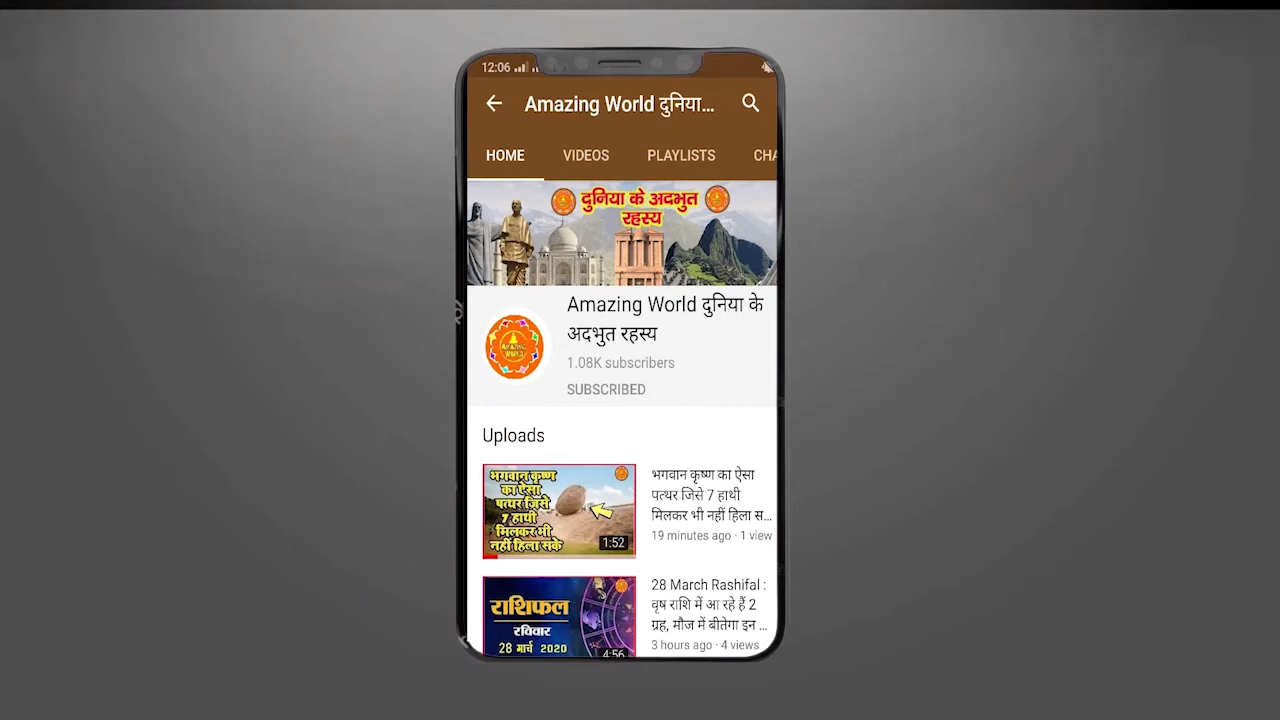 12:06
Amazing World दुनिया...
HOME VIDEOS PLAYLISTS CHA
दुनिया के अदभुत
रहस्य
Amazing World दुनिया के
अदभुत रहस्य
AMAZING
WORLD
1.08K subscribers
SUBSCRIBED
Uploads
भगवान कृष्ण
का ऐसा
पत्थर जिसे
7 हाथी
मिलकर भी
नहीं हिला सके
1:52
भगवान कृष्ण का ऐसा
पत्थर जिसे 7 हाथी
मिलकर भी नहीं हिला स...
19 minutes ago · 1 view
राशिफल
रविवार
28 मार्च 2020
4:56
28 March Rashifal :
वृष राशि में आ रहे हैं 2
ग्रह, मौज में बीतेगा इन ...
3 hours ago · 4 views